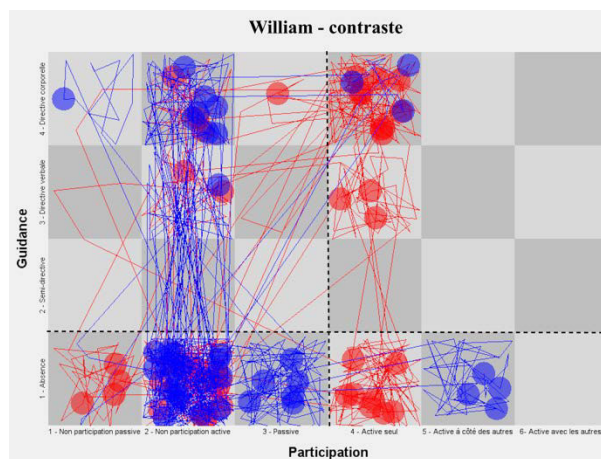 William - contraste
Guidance
4 - Directive corporelle
3 - Directive verbale
2 - Semi-directive
1 - Absence
1 - Non participation passive
2 - Non participation active
3 - Passive
4 - Active seul
5 - Active à côté des autres
6- Active avec les autres
Participation